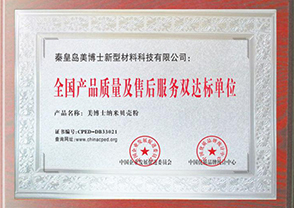 秦皇岛美博士新型材料科技有限公司：
全国产品质量及售后服务双达标单位
产品名称：美博士纳米贝壳粉
证书编号：CPED-DB33021
查询网址：www.chinacped.org